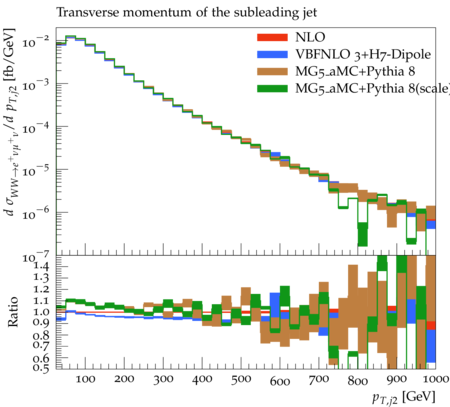 Transverse momentum of the subleading jet
d σ_{WW→e⁺νμ⁺ν}/d p_{T,j2} [fb/GeV]
NLO
VBFNLO 3+H7-Dipole
MG5_aMC+Pythia 8
MG5_aMC+Pythia 8(scale)
10⁻²
10⁻³
10⁻⁴
10⁻⁵
10⁻⁶
10⁻⁷
Ratio
1.4
1.3
1.2
1.1
1.0
0.9
0.8
0.7
0.6
0.5
100 200 300 400 500 600 700 800 900 1000
p_{T,j2} [GeV]